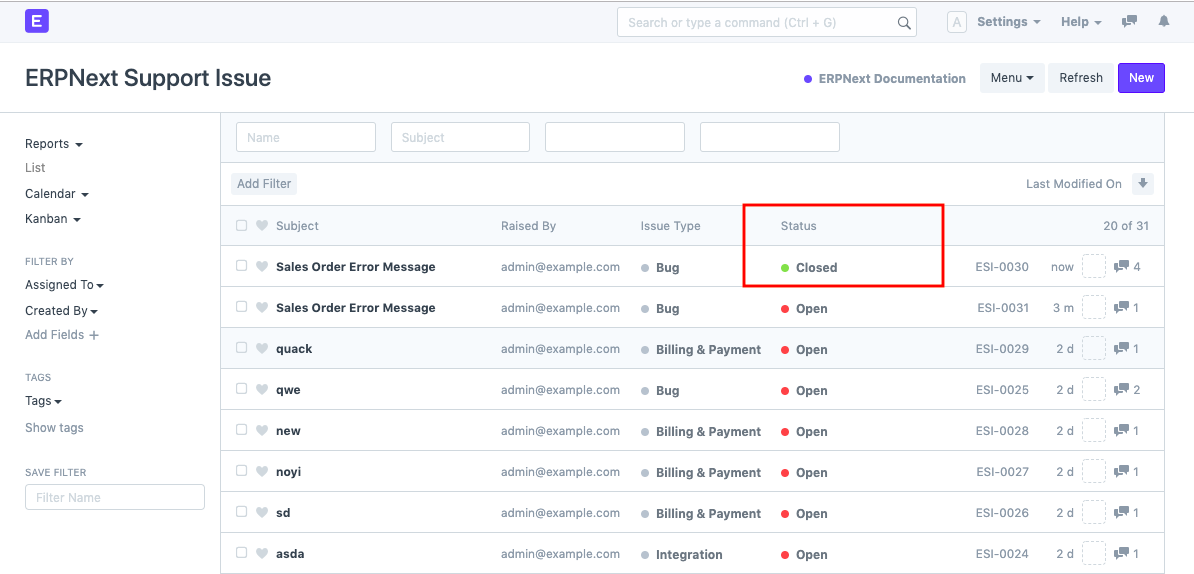 E
Search or type a command (Ctrl + G)
A Settings Help
ERPNext Support Issue
ERPNext Documentation Menu Refresh New
Reports
List
Calendar
Kanban
FILTER BY
Assigned To
Created By
Add Fields +
TAGS
Tags
Show tags
SAVE FILTER
Filter Name
Name Subject
Add Filter Last Modified On
Subject Raised By Issue Type Status 20 of 31
Sales Order Error Message admin@example.com Bug Closed ESI-0030 now 4
Sales Order Error Message admin@example.com Bug Open ESI-0031 3 m 1
quack admin@example.com Billing & Payment Open ESI-0029 2 d 1
qwe admin@example.com Bug Open ESI-0025 2 d 2
new admin@example.com Billing & Payment Open ESI-0028 2 d 1
noyi admin@example.com Billing & Payment Open ESI-0027 2 d 1
sd admin@example.com Billing & Payment Open ESI-0026 2 d 1
asda admin@example.com Integration Open ESI-0024 2 d 1